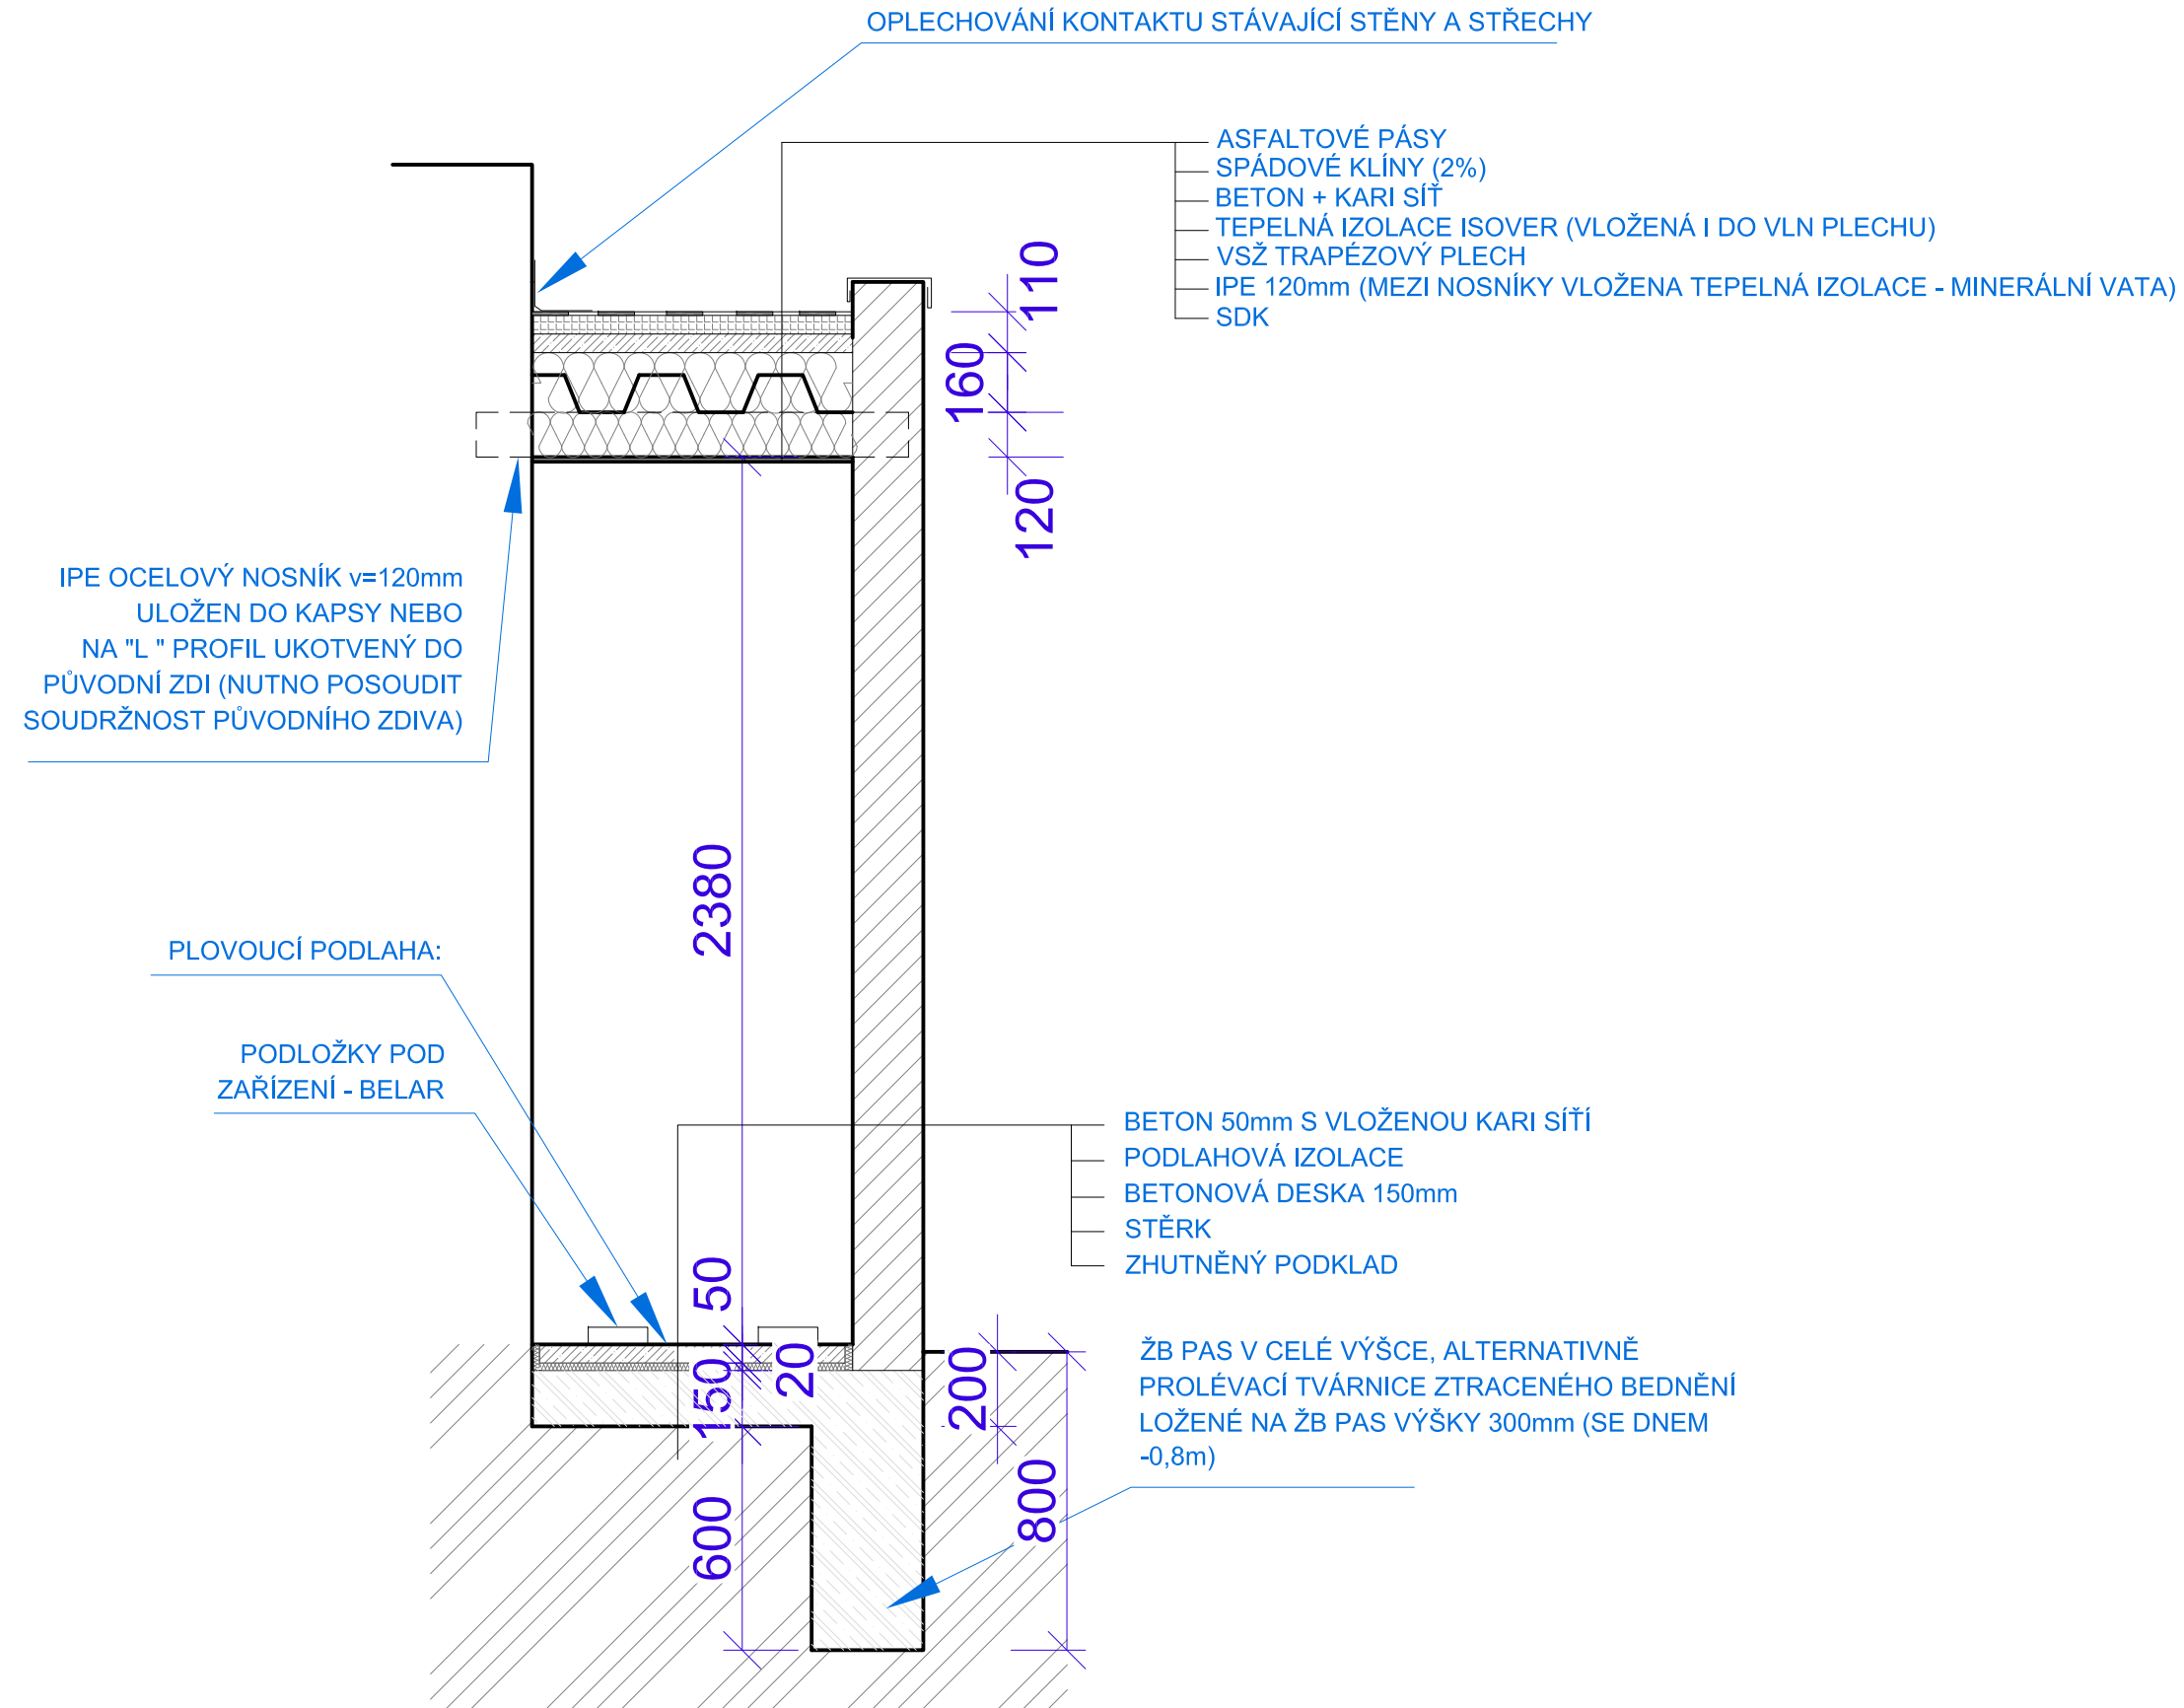 OPLECHOVÁNÍ KONTAKTU STÁVAJÍCÍ STĚNY A STŘECHY
ASFALTOVÉ PÁSY
SPÁDOVÉ KLÍNY (2%)
BETON + KARI SÍŤ
TEPELNÁ IZOLACE ISOVER (VLOŽENÁ I DO VLN PLECHU)
VSŽ TRAPÉZOVÝ PLECH
IPE 120mm (MEZI NOSNÍKY VLOŽENA TEPELNÁ IZOLACE - MINERÁLNÍ VATA)
SDK
110
160
120
IPE OCELOVÝ NOSNÍK v=120mm
ULOŽEN DO KAPSY NEBO
NA "L " PROFIL UKOTVENÝ DO
PŮVODNÍ ZDI (NUTNO POSOUDIT
SOUDRŽNOST PŮVODNÍHO ZDIVA)
2380
PLOVOUCÍ PODLAHA:
PODLOŽKY POD
ZAŘÍZENÍ - BELAR
BETON 50mm S VLOŽENOU KARI SÍŤÍ
PODLAHOVÁ IZOLACE
BETONOVÁ DESKA 150mm
STĚRK
ZHUTNĚNÝ PODKLAD
50
20
150
200
600
800
ŽB PAS V CELÉ VÝŠCE, ALTERNATIVNĚ
PROLÉVACÍ TVÁRNICE ZTRACENÉHO BEDNĚNÍ
LOŽENÉ NA ŽB PAS VÝŠKY 300mm (SE DNEM
-0,8m)